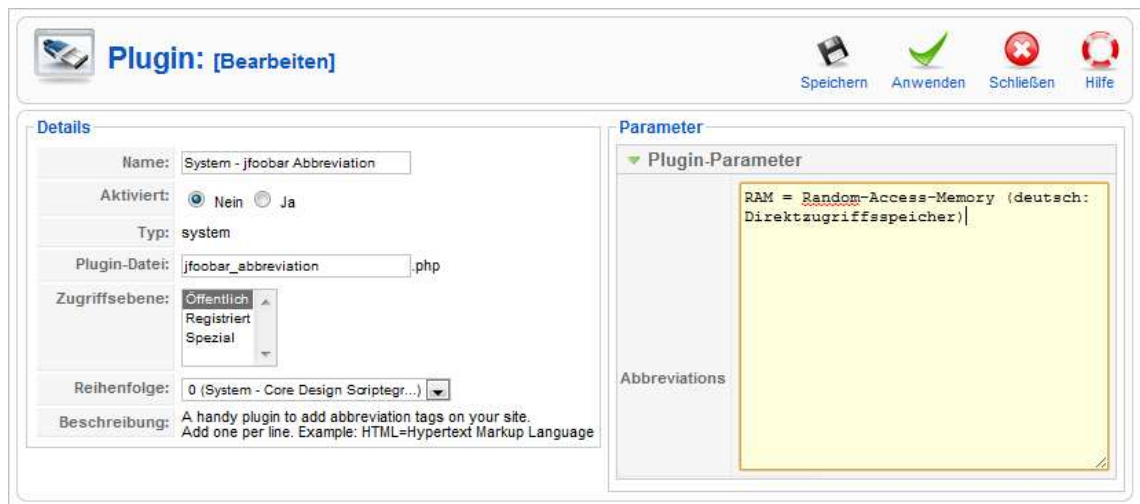 Plugin: [Bearbeiten]
Speichern
Anwenden
Schließen
Hilfe
Details
Name: System - jfoobar Abbreviation
Aktiviert: Nein Ja
Typ: system
Plugin-Datei: jfoobar_abbreviation .php
Zugriffsebene: Öffentlich
Registriert
Spezial
Reihenfolge: 0 (System - Core Design Scriptegr...)
Beschreibung: A handy plugin to add abbreviation tags on your site.
Add one per line. Example: HTML=Hypertext Markup Language
Parameter
Plugin-Parameter
Abbreviations
RAM = Random-Access-Memory (deutsch:
Direktzugriffsspeicher)